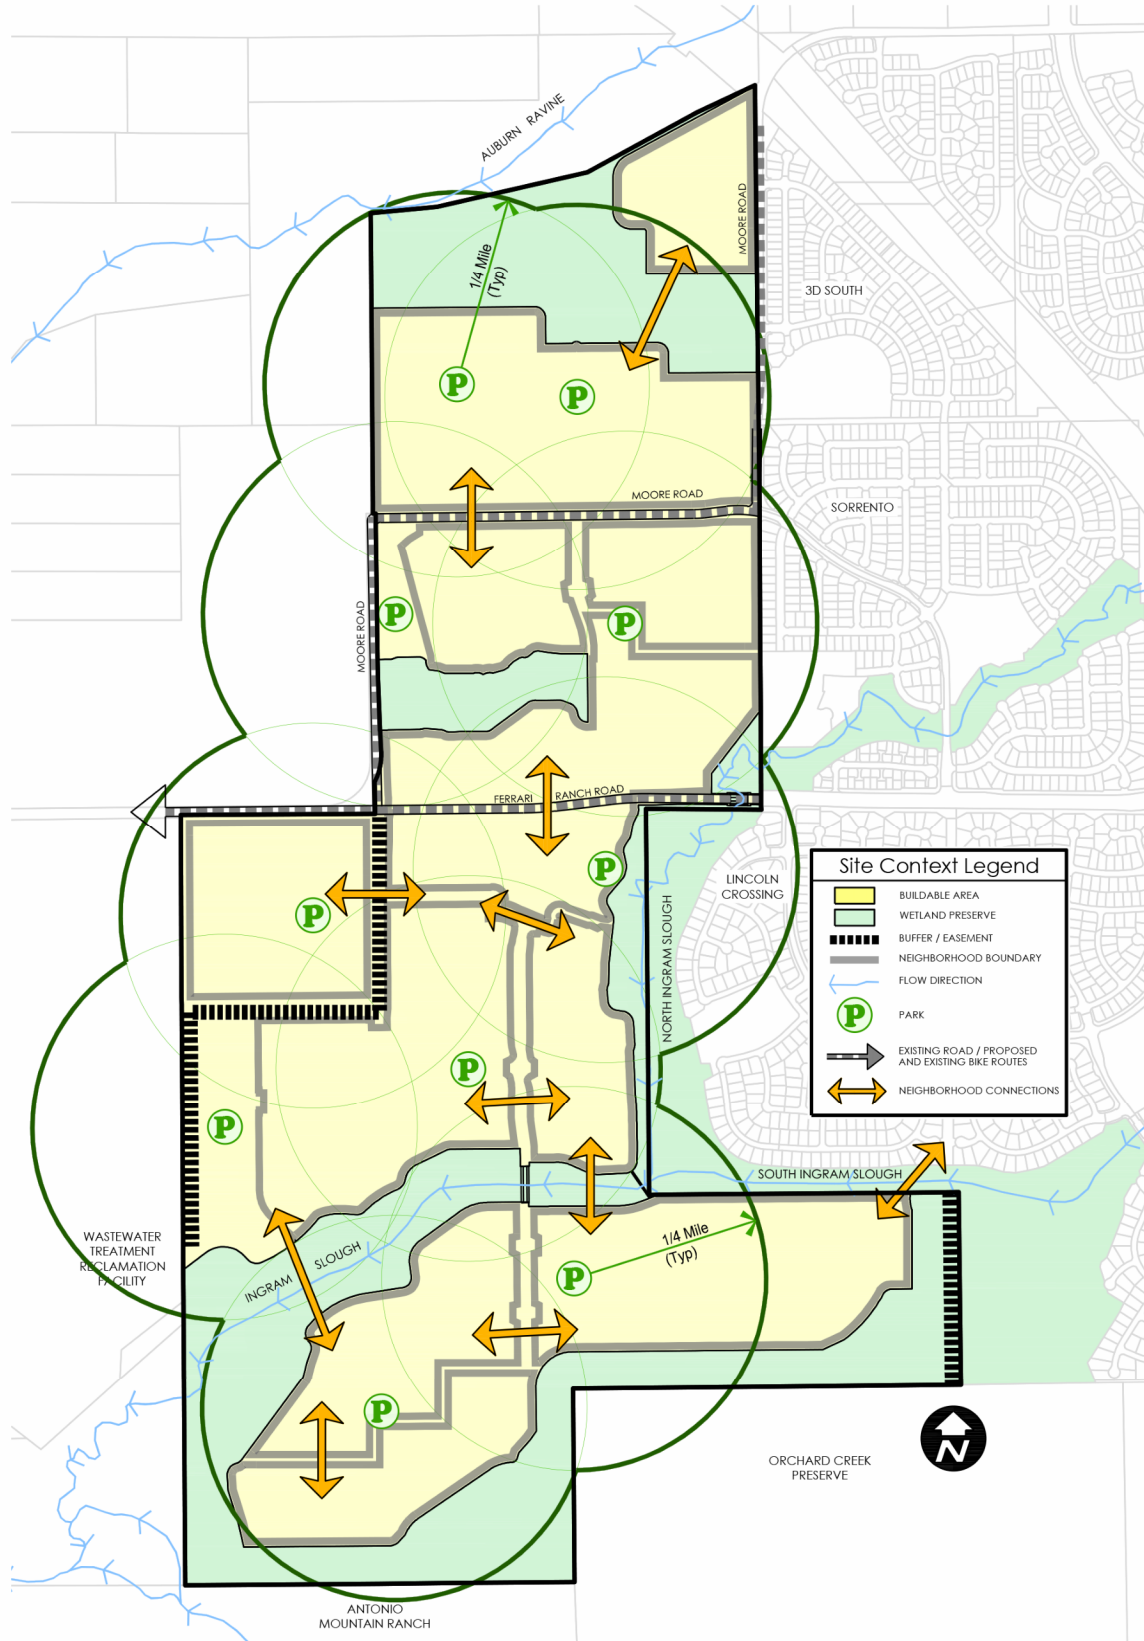 AUBURN RAVINE
MOORE ROAD
1/4 Mile
(Typ)
3D SOUTH
P
P
MOORE ROAD
SORRENTO
MOORE ROAD
P
P
FERRARI RANCH ROAD
P
P
LINCOLN
CROSSING
NORTH INGRAM SLOUGH
Site Context Legend
BUILDABLE AREA
WETLAND PRESERVE
BUFFER / EASEMENT
NEIGHBORHOOD BOUNDARY
FLOW DIRECTION
P
PARK
EXISTING ROAD / PROPOSED
AND EXISTING BIKE ROUTES
NEIGHBORHOOD CONNECTIONS
P
P
SOUTH INGRAM SLOUGH
WASTEWATER
TREATMENT
RECLAMATION
FACILITY
INGRAM SLOUGH
1/4 Mile
(Typ)
P
P
N
ORCHARD CREEK
PRESERVE
ANTONIO
MOUNTAIN RANCH